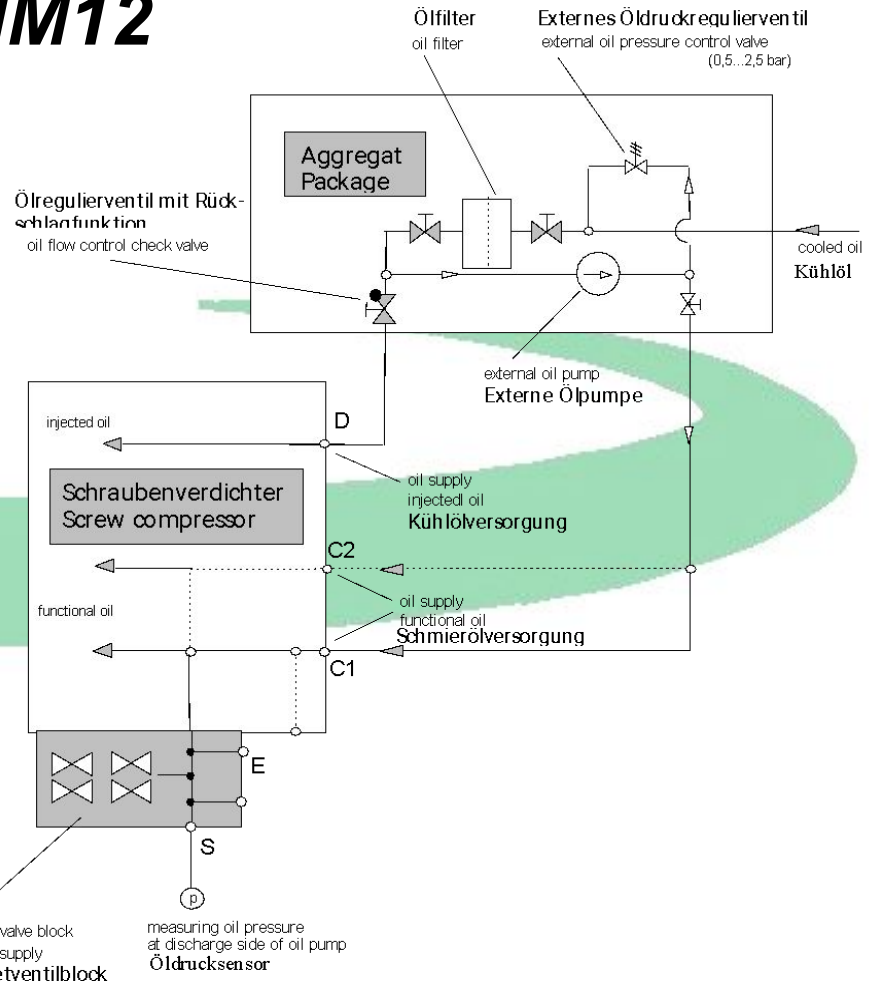 Ölfilter
oil filter
Externes Öldruckregulierventil
external oil pressure control valve
(0,5...2,5 bar)
Aggregat
Package
Ölregulierventil mit Rück-
schlagfunktion
oil flow control check valve
cooled oil
Kühlöl
external oil pump
Externe Ölpumpe
injected oil
D
oil supply
injectedl oil
Kühlölversorgung
Schraubenverdichter
Screw compressor
C2
functional oil
oil supply
functional oil
Schmierölversorgung
C1
E
S
p
valve block
supply
measuring oil pressure
at discharge side of oil pump
Öldrucksensor